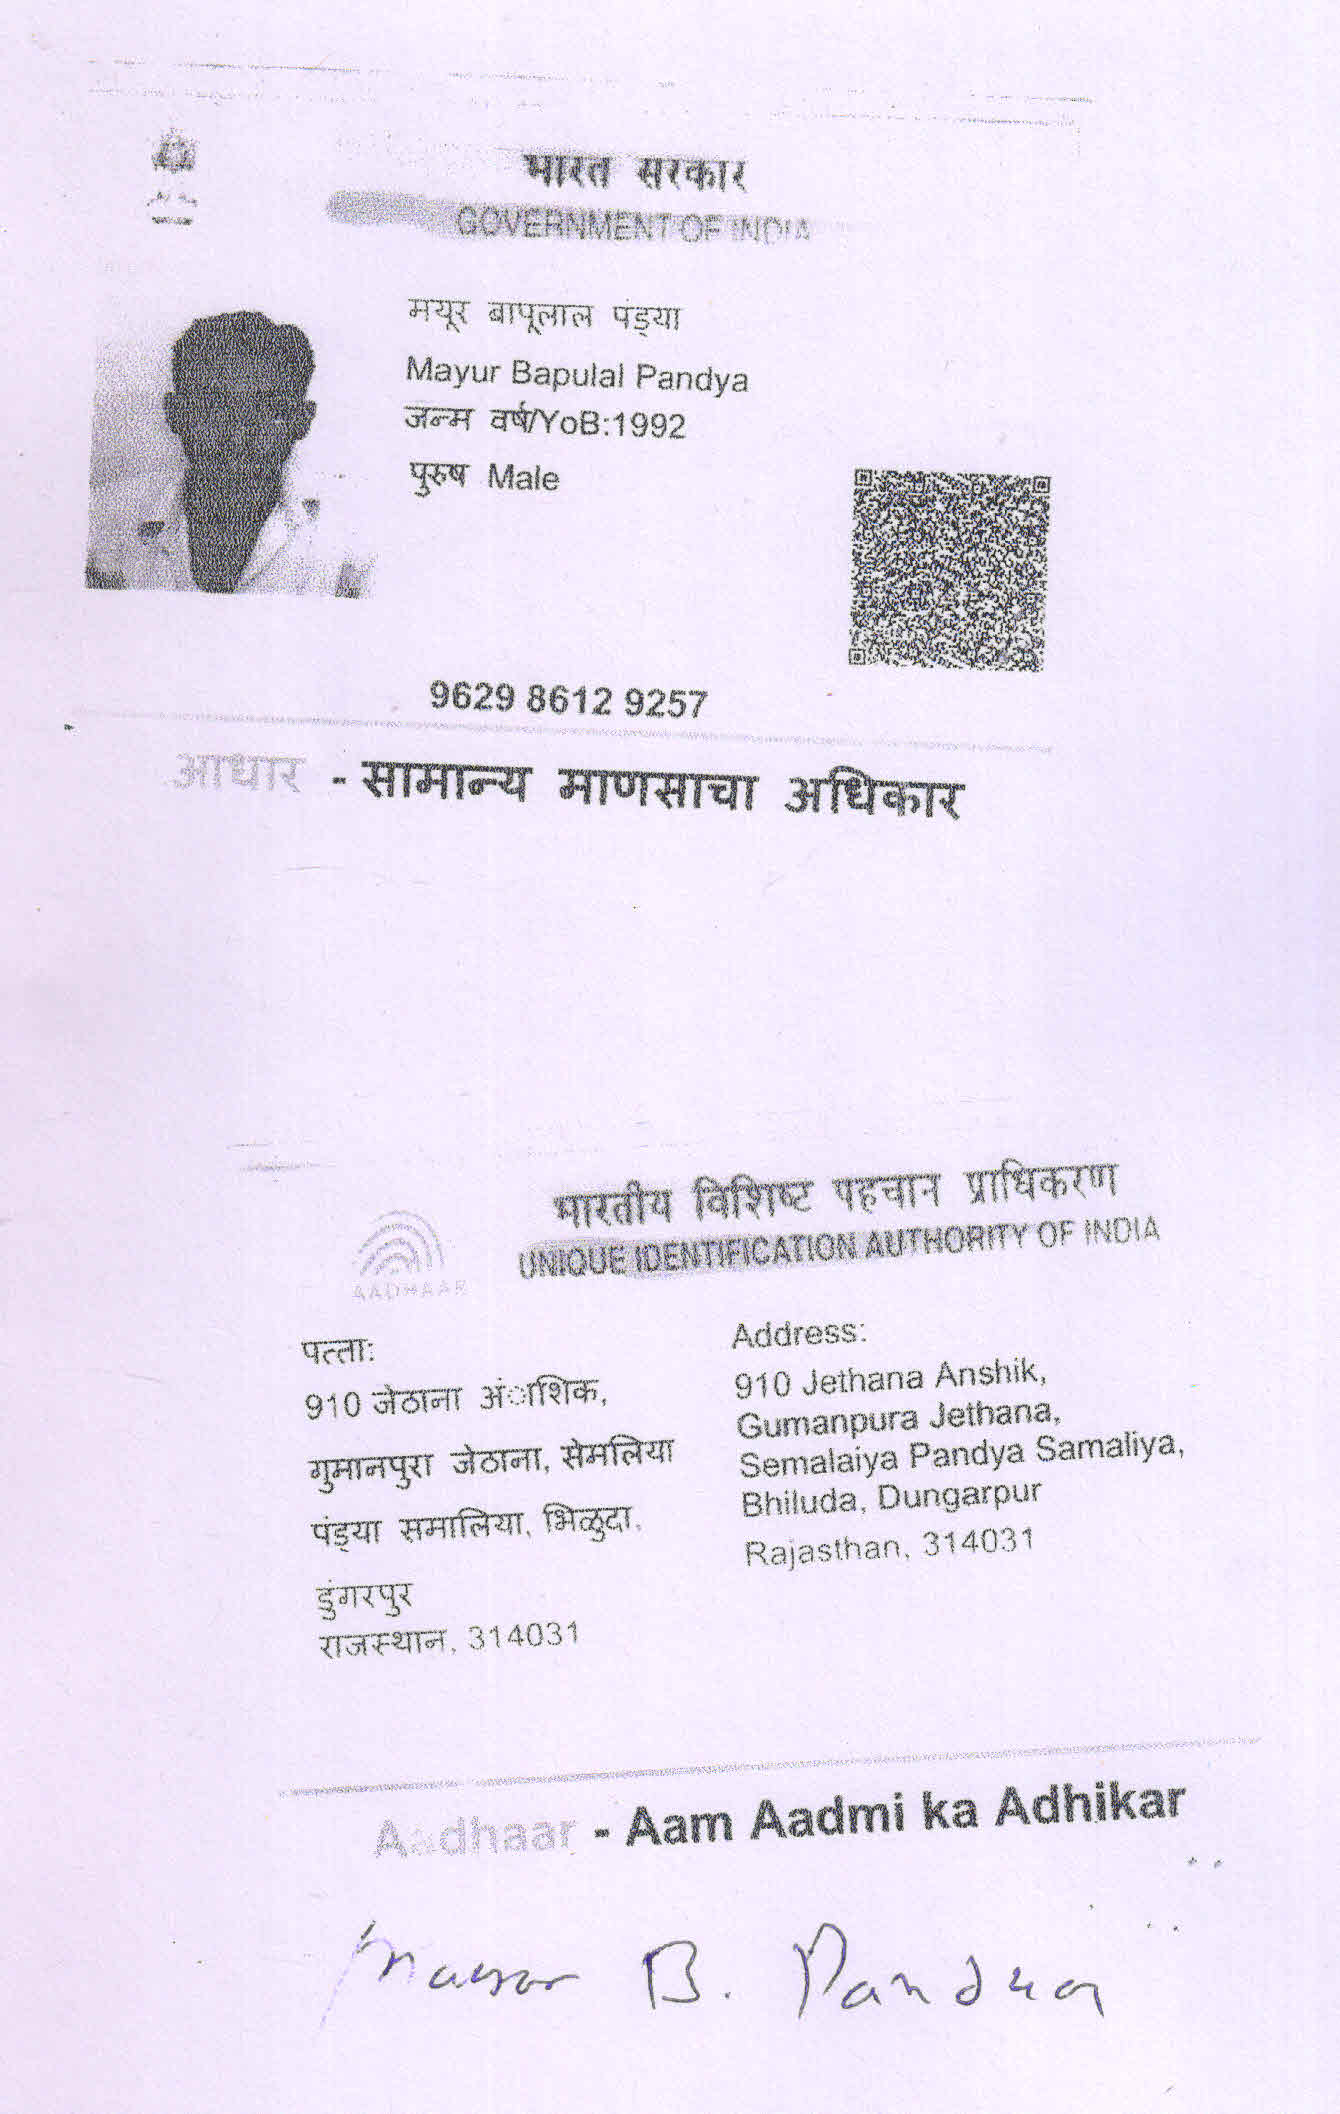 भारत सरकार
GOVERNMENT OF INDIA
मयूर बापूलाल पंड्या
Mayur Bapulal Pandya
जन्म वर्ष/YoB:1992
पुरुष Male
9629 8612 9257
आधार - सामान्य माणसाचा अधिकार
भारतीय विशिष्ट पहचान प्राधिकरण
UNIQUE IDENTIFICATION AUTHORITY OF INDIA
AADHAAR
पत्ता:
910 जेठाना अंाशिक,
गुमानपुरा जेठाना, सेमलिया
पंड्या समालिया, भिळुदा,
डुंगरपुर
राजस्थान, 314031
Address:
910 Jethana Anshik,
Gumanpura Jethana,
Semalaiya Pandya Samaliya,
Bhiluda, Dungarpur
Rajasthan, 314031
Aadhaar - Aam Aadmi ka Adhikar
Mayur B. Pandya